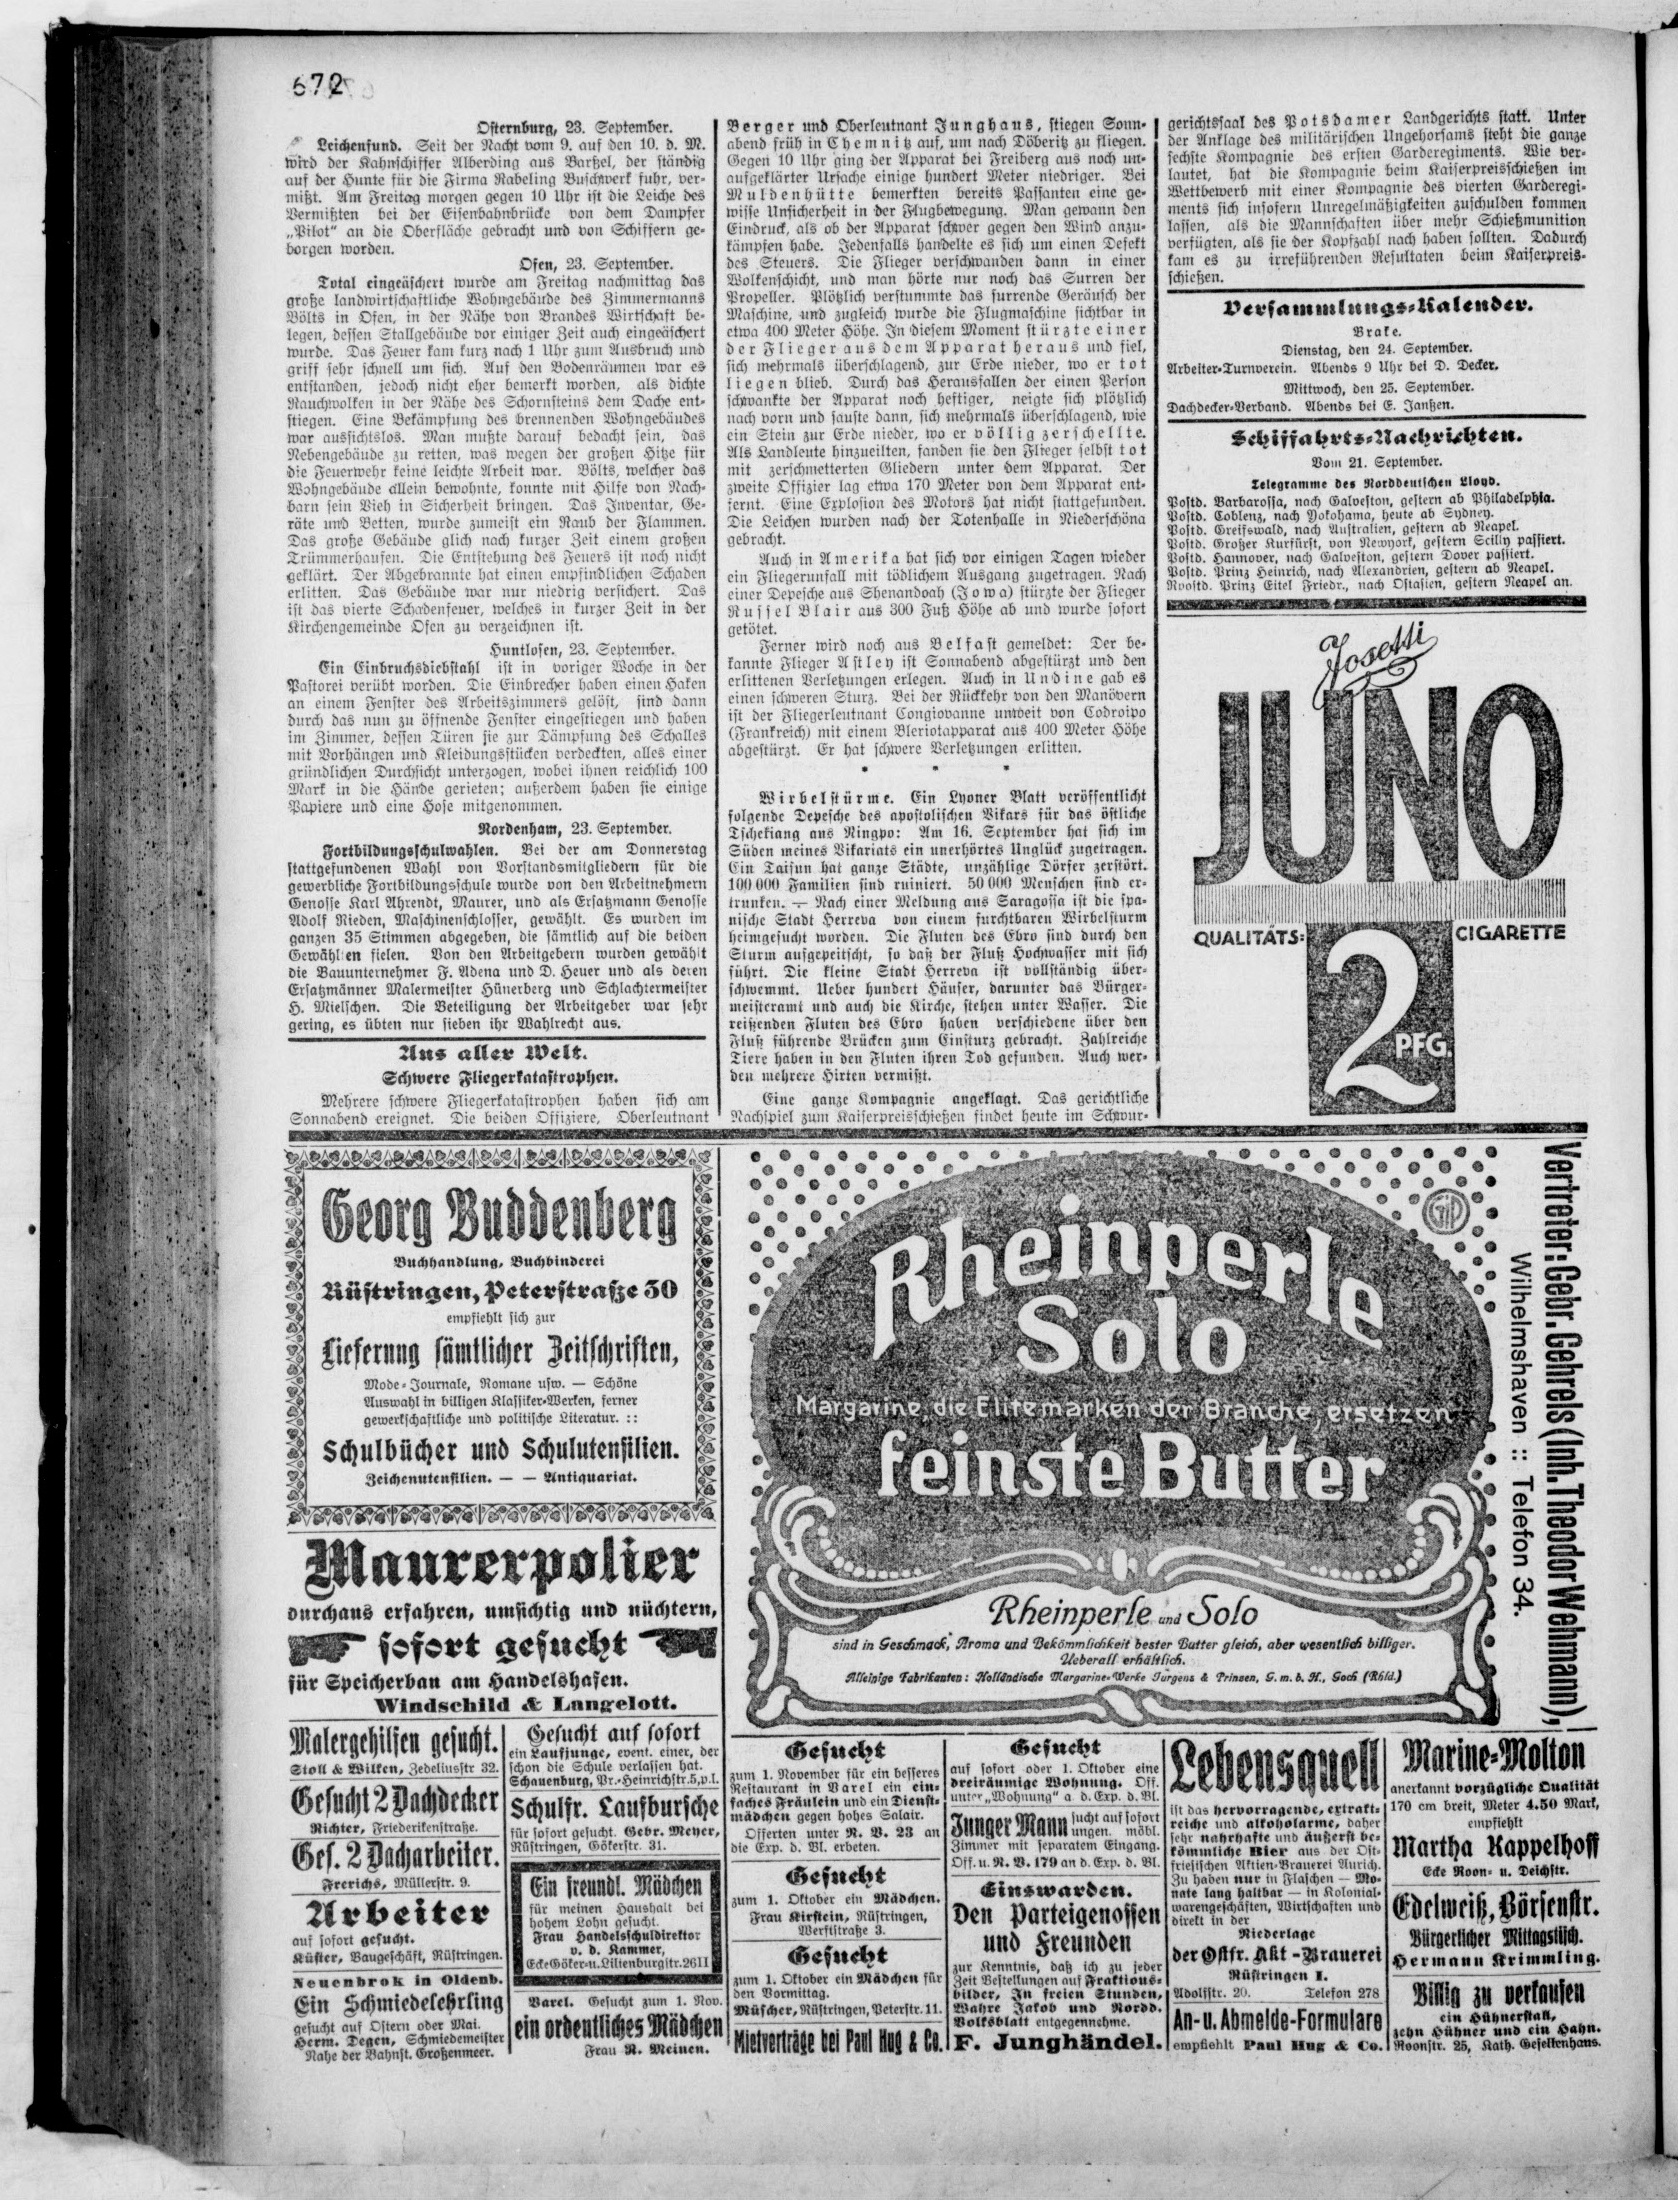 672
Osternburg, 23. September.
Leichenfund. Seit der Nacht vom 9. auf den 10. d. M.
wird der Kahnschiffer Alberding aus Barßel, der ständig
auf der Hunte für die Firma Nabeling Buschwerk fuhr, ver-
mißt. Am Freitag morgen gegen 10 Uhr ist die Leiche des
Vermißten bei der Eisenbahnbrücke von dem Dampfer
„Pilot“ an die Oberfläche gebracht und von Schiffern ge-
borgen worden.
Ofen, 23. September.
Total eingeäschert wurde am Freitag nachmittag das
große landwirtschaftliche Wohngebäude des Zimmermanns
Völts in Ofen, in der Nähe von Brandes Wirtschaft be-
legen, dessen Stallgebäude vor einiger Zeit auch eingeäschert
wurde. Das Feuer kam kurz nach 1 Uhr zum Ausbruch und
griff sehr schnell um sich. Auf den Bodenräumen war es
entstanden, jedoch nicht eher bemerkt worden, als dichte
Rauchwolken in der Nähe des Schornsteins dem Dache ent-
stiegen. Eine Bekämpfung des brennenden Wohngebäudes
war aussichtslos. Man mußte darauf bedacht sein, das
Nebengebäude zu retten, was wegen der großen Hitze für
die Feuerwehr keine leichte Arbeit war. Völts, welcher das
Wohngebäude allein bewohnte, konnte mit Hilfe von Nach-
barn sein Vieh in Sicherheit bringen. Das Inventar, Ge-
räte und Betten, wurde zumeist ein Raub der Flammen.
Das große Gebäude glich nach kurzer Zeit einem großen
Trümmerhaufen. Die Entstehung des Feuers ist noch nicht
geklärt. Der Abgebrannte hat einen empfindlichen Schaden
erlitten. Das Gebäude war nur niedrig versichert. Das
ist das vierte Schadenfeuer, welches in kurzer Zeit in der
Kirchengemeinde Ofen zu verzeichnen ist.
Huntlosen, 23. September.
Ein Einbruchsdiebstahl ist in voriger Woche in der
Pastorei verübt worden. Die Einbrecher haben einen Haken
an einem Fenster des Arbeitszimmers gelöst, sind dann
durch das nun zu öffnende Fenster eingestiegen und haben
im Zimmer, dessen Türen sie zur Dämpfung des Schalles
mit Vorhängen und Kleidungsstücken verdeckten, alles einer
gründlichen Durchsicht unterzogen, wobei ihnen reichlich 100
Mark in die Hände gerieten; außerdem haben sie einige
Papiere und eine Hose mitgenommen.
Nordenham, 23. September.
Fortbildungsschulwahlen. Bei der am Donnerstag
stattgefundenen Wahl von Vorstandsmitgliedern für die
gewerbliche Fortbildungsschule wurde von den Arbeitnehmern
Genosse Karl Ahrendt, Maurer, und als Ersatzmann Genosse
Adolf Rieden, Maschinenschlosser, gewählt. Es wurden im
ganzen 35 Stimmen abgegeben, die sämtlich auf die beiden
Gewählten fielen. Von den Arbeitgebern wurden gewählt
die Bauunternehmer F. Adena und D. Heuer und als deren
Ersatzmänner Malermeister Hünerberg und Schlachtermeister
H. Mielschen. Die Beteiligung der Arbeitgeber war sehr
gering, es übten nur sieben ihr Wahlrecht aus.
Aus aller Welt.
Schwere Fliegerkatastrophen.
Mehrere schwere Fliegerkatastrophen haben sich am
Sonnabend ereignet. Die beiden Offiziere, Oberleutnant
Berger und Oberleutnant Junghans, stiegen Sonn-
abend früh in Chemnitz auf, um nach Döberitz zu fliegen.
Gegen 10 Uhr ging der Apparat bei Freiberg aus noch un-
aufgeklärter Ursache einige hundert Meter niedriger. Bei
Muldenhütte bemerkten bereits Passanten eine ge-
wisse Unsicherheit in der Flugbewegung. Man gewann den
Eindruck, als ob der Apparat schwer gegen den Wind anzu-
kämpfen habe. Jedenfalls handelte es sich um einen Defekt
des Steuers. Die Flieger verschwanden dann in einer
Wolkenschicht, und man hörte nur noch das Surren der
Propeller. Plötzlich verstummte das surrende Geräusch der
Maschine, und zugleich wurde die Flugmaschine sichtbar in
etwa 400 Meter Höhe. In diesem Moment stürzte einer
der Flieger aus dem Apparat heraus und fiel,
sich mehrmals überschlagend, zur Erde nieder, wo er tot
liegen blieb. Durch das Herausfallen der einen Person
schwankte der Apparat noch heftiger, neigte sich plötzlich
nach vorn und sauste dann, sich mehrmals überschlagend, wie
ein Stein zur Erde nieder, wo er völlig zerschellte.
Als Landleute hinzueilten, fanden sie den Flieger selbst tot
mit zerschmetterten Gliedern unter dem Apparat. Der
zweite Offizier lag etwa 170 Meter von dem Apparat ent-
fernt. Eine Explosion des Motors hat nicht stattgefunden.
Die Leichen wurden nach der Totenhalle in Niederschöna
gebracht.
Auch in Amerika hat sich vor einigen Tagen wieder
ein Fliegerunfall mit tödlichem Ausgang zugetragen. Nach
einer Depesche aus Shenandoah (Jowa) stürzte der Flieger
Russel Blair aus 300 Fuß Höhe ab und wurde sofort
getötet.
Ferner wird noch aus Belfast gemeldet: Der be-
kannte Flieger Astley ist Sonnabend abgestürzt und den
erlittenen Verletzungen erlegen. Auch in Undine gab es
einen schweren Sturz. Bei der Rückkehr von den Manövern
ist der Fliegerleutnant Congiovanne unweit von Codroipo
(Frankreich) mit einem Bleriotapparat aus 400 Meter Höhe
abgestürzt. Er hat schwere Verletzungen erlitten.
* * *
Wirbelstürme. Ein Lyoner Blatt veröffentlicht
folgende Depesche des apostolischen Vikars für das östliche
Tschekiang aus Ningpo: Am 16. September hat sich im
Süden meines Vikariats ein unerhörtes Unglück zugetragen.
Ein Taifun hat ganze Städte, unzählige Dörfer zerstört.
100 000 Familien sind ruiniert. 50 000 Menschen sind er-
trunken. — Nach einer Meldung aus Saragossa ist die spa-
nische Stadt Herreva von einem furchtbaren Wirbelsturm
heimgesucht worden. Die Fluten des Ebro sind durch den
Sturm aufgepeitscht, so daß der Fluß Hochwasser mit sich
führt. Die kleine Stadt Herreva ist vollständig über-
schwemmt. Ueber hundert Häuser, darunter das Bürger-
meisteramt und auch die Kirche, stehen unter Wasser. Die
reißenden Fluten des Ebro haben verschiedene über den
Fluß führende Brücken zum Einsturz gebracht. Zahlreiche
Tiere haben in den Fluten ihren Tod gefunden. Auch wer-
den mehrere Hirten vermißt.
Eine ganze Kompagnie angeklagt. Das gerichtliche
Nachspiel zum Kaiserpreisschießen findet heute im Schwur-
gerichtssaal des Potsdamer Landgerichts statt. Unter
der Anklage des militärischen Ungehorsams steht die ganze
sechste Kompagnie des ersten Garderegiments. Wie ver-
lautet, hat die Kompagnie beim Kaiserpreisschießen im
Wettbewerb mit einer Kompagnie des vierten Garderegi-
ments sich insofern Unregelmäßigkeiten zuschulden kommen
lassen, als die Mannschaften über mehr Schießmunition
verfügten, als sie der Kopfzahl nach haben sollten. Dadurch
kam es zu irreführenden Resultaten beim Kaiserpreis-
schießen.
Versammlungs-Kalender.
Brake.
Dienstag, den 24. September.
Arbeiter-Turnverein. Abends 9 Uhr bei D. Decker.
Mittwoch, den 25. September.
Dachdecker-Verband. Abends bei E. Janßen.
Schiffahrts-Nachrichten.
Vom 21. September.
Telegramme des Norddeutschen Lloyd.
Postd. Barbarossa, nach Galveston, gestern ab Philadelphia.
Postd. Coblenz, nach Yokohama, heute ab Sydney.
Postd. Greifswald, nach Australien, gestern ab Neapel.
Postd. Großer Kurfürst, von Newyork, gestern Scilly passiert.
Postd. Hannover, nach Galveston, gestern Dover passiert.
Postd. Prinz Heinrich, nach Alexandrien, gestern ab Neapel.
Rpostd. Prinz Eitel Friedr., nach Ostasien, gestern Neapel an.
Josetti
JUNO
QUALITÄTS: CIGARETTE
2 PFG.
Georg Buddenberg
Buchhandlung, Buchbinderei
Rüstringen, Peterstraße 50
empfiehlt sich zur
Lieferung sämtlicher Zeitschriften,
Mode-Journale, Romane usw. — Schöne
Auswahl in billigen Klassiker-Werken, ferner
gewerkschaftliche und politische Literatur. ::
Schulbücher und Schulutensilien.
Zeichenutensilien. — — Antiquariat.
Maurerpolier
durchaus erfahren, umsichtig und nüchtern,
sofort gesucht
für Speicherbau am Handelshafen.
Windschild & Langelott.
Rheinperle
Solo
Margarine, die Elitemarken der Branche, ersetzen
feinste Butter
Rheinperle und Solo
sind in Geschmack, Aroma und Bekömmlichkeit bester Butter gleich, aber wesentlich billiger.
Ueberall erhältlich.
Alleinige Fabrikanten: Holländische Margarine-Werke Jürgens & Prinzen, G. m. b. H., Goch (Rhld.)
Vertreter: Gebr. Gehrels (Inh. Theodor Wehmann),
Wilhelmshaven :: Telefon 34.
Malergehilfen gesucht.
Stoll & Wilken, Zedeliusstr 32.
Gesucht 2 Dachdecker
Richter, Friederikenstraße.
Ges. 2 Dacharbeiter.
Frerichs, Müllerstr. 9.
Arbeiter
auf sofort gesucht.
Küster, Baugeschäft, Rüstringen.
Neuenbrok in Oldenb.
Ein Schmiedelehrling
gesucht auf Ostern oder Mai.
Herm. Degen, Schmiedemeister
Nahe der Bahnst. Großenmeer.
Gesucht auf sofort
ein Laufjunge, event. einer, der
schon die Schule verlassen hat.
Schauenburg, Pr.-Heinrichstr.5,p.l.
Schulfr. Laufbursche
für sofort gesucht. Gebr. Meyer,
Rüstringen, Gökerstr. 31.
Ein freundl. Mädchen
für meinen Haushalt bei
hohem Lohn gesucht.
Frau Handelsschuldirektor
v. d. Kammer,
Ecke Göker-u.Lilienburgstr.26II
Varel. Gesucht zum 1. Nov.
ein ordentliches Mädchen
Frau R. Meinen.
Gesucht
zum 1. November für ein besseres
Restaurant in Varel ein ein-
faches Fräulein und ein Dienst-
mädchen gegen hohes Salair.
Offerten unter R. V. 23 an
die Exp. d. Bl. erbeten.
Gesucht
zum 1. Oktober ein Mädchen.
Frau Kirstein, Rüstringen,
Werftstraße 3.
Gesucht
zum 1. Oktober ein Mädchen für
den Vormittag.
Müscher, Rüstringen, Peterstr. 11.
Mietverträge bei Paul Hug & Co.
Gesucht
auf sofort oder 1. Oktober eine
dreiräumige Wohnung. Off.
unter „Wohnung“ a. d. Exp. d. Bl.
Junger Mann sucht auf sofort
ungen. möbl.
Zimmer mit separatem Eingang.
Off. u. R. V. 179 an d. Exp. d. Bl.
Einswarden.
Den Parteigenossen
und Freunden
zur Kenntnis, daß ich zu jeder
Zeit Bestellungen auf Fraktions-
bilder, In freien Stunden,
Wahre Jakob und Nordd.
Volksblatt entgegennehme.
F. Junghändel.
Lebensquell
ist das hervorragende, extrakt-
reiche und alkoholarme, daher
sehr nahrhafte und äußerst be-
kömmliche Bier aus der Ost-
friesischen Aktien-Brauerei Aurich.
Zu haben nur in Flaschen — Mo-
nate lang haltbar — in Kolonial-
warengeschäften, Wirtschaften und
direkt in der
Niederlage
der Ostfr. Akt.-Brauerei
Rüstringen I.
Adolfstr. 20. Telefon 278
An- u. Abmelde-Formulare
empfiehlt Paul Hug & Co.
Marine-Molton
anerkannt vorzügliche Qualität
170 cm breit, Meter 4.50 Mark,
empfiehlt
Martha Kappelhoff
Ecke Roon- u. Deichstr.
Edelweiß, Börsenstr.
Bürgerlicher Mittagstisch.
Hermann Krimmling.
Billig zu verkaufen
ein Hühnerstall,
zehn Hühner und ein Hahn.
Roonstr. 25, Kath. Gesellenhaus.